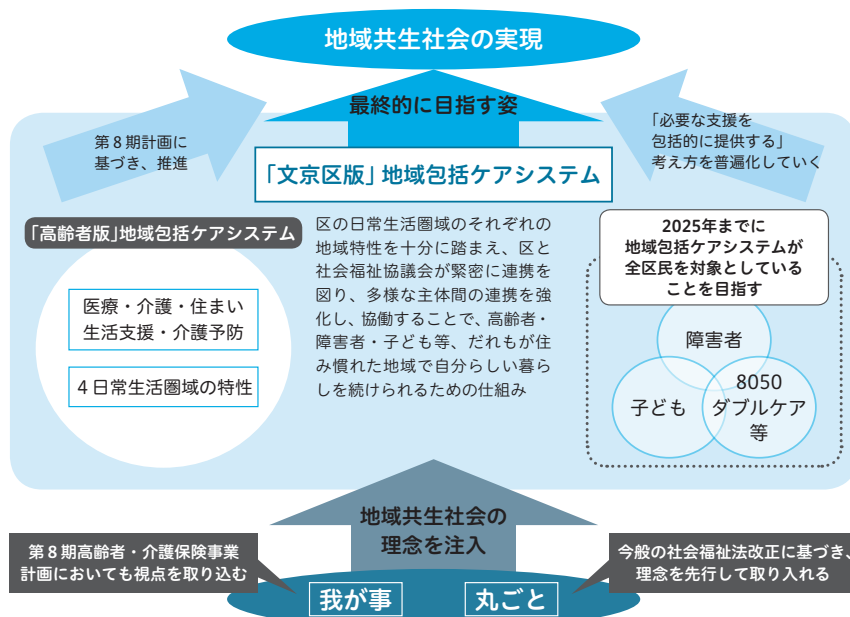 地域共生社会の実現
最終的に目指す姿
第8期計画に
基づき、推進
「必要な支援を
包括的に提供する」
考え方を普遍化していく
「文京区版」地域包括ケアシステム
「高齢者版」地域包括ケアシステム
医療・介護・住まい
生活支援・介護予防
4日常生活圏域の特性
区の日常生活圏域のそれぞれの
地域特性を十分に踏まえ、区と
社会福祉協議会が緊密に連携を
図り、多様な主体間の連携を強
化し、協働することで、高齢者・
障害者・子ども等、だれもが住
み慣れた地域で自分らしい暮ら
しを続けられるための仕組み
2025年までに
地域包括ケアシステムが
全区民を対象としている
ことを目指す
障害者
子ども
8050
ダブルケア
等
地域共生社会の
理念を注入
第8期高齢者・介護保険事業
計画においても視点を取り込む
今般の社会福祉法改正に基づき、
理念を先行して取り入れる
我が事
丸ごと